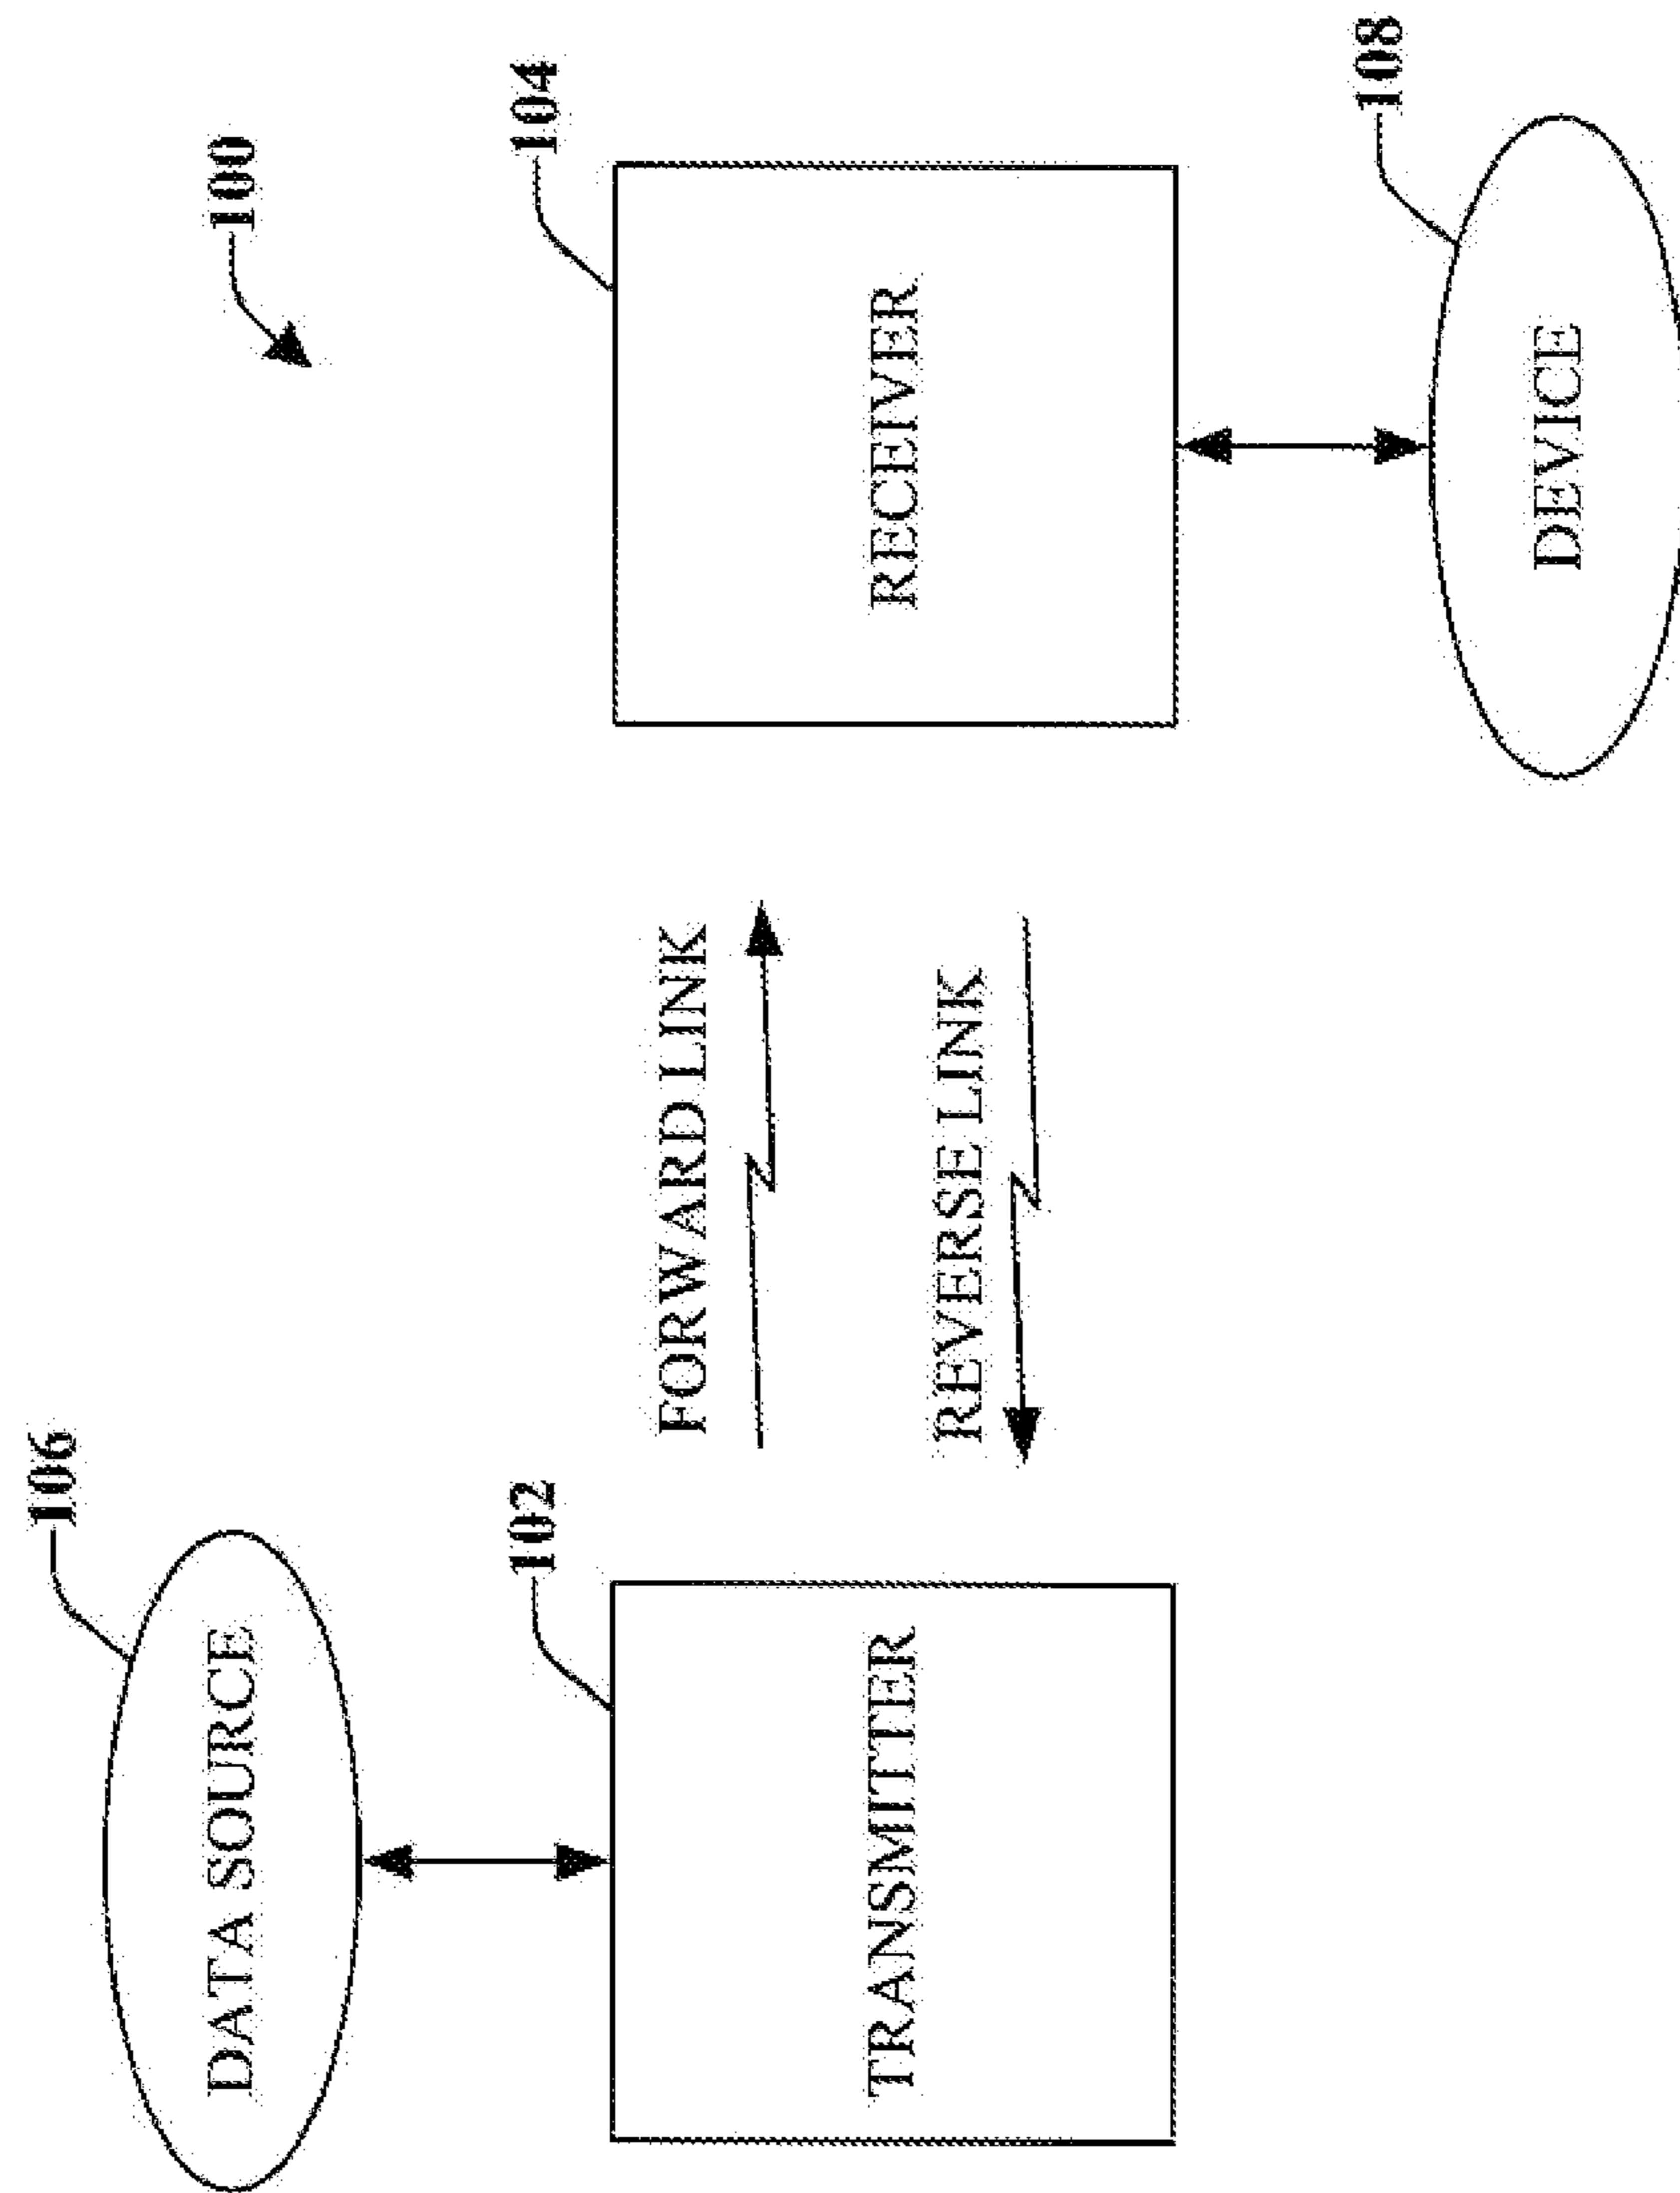 100
106
DATA SOURCE
102
TRANSMITTER
FORWARD LINK
REVERSE LINK
104
RECEIVER
108
DEVICE